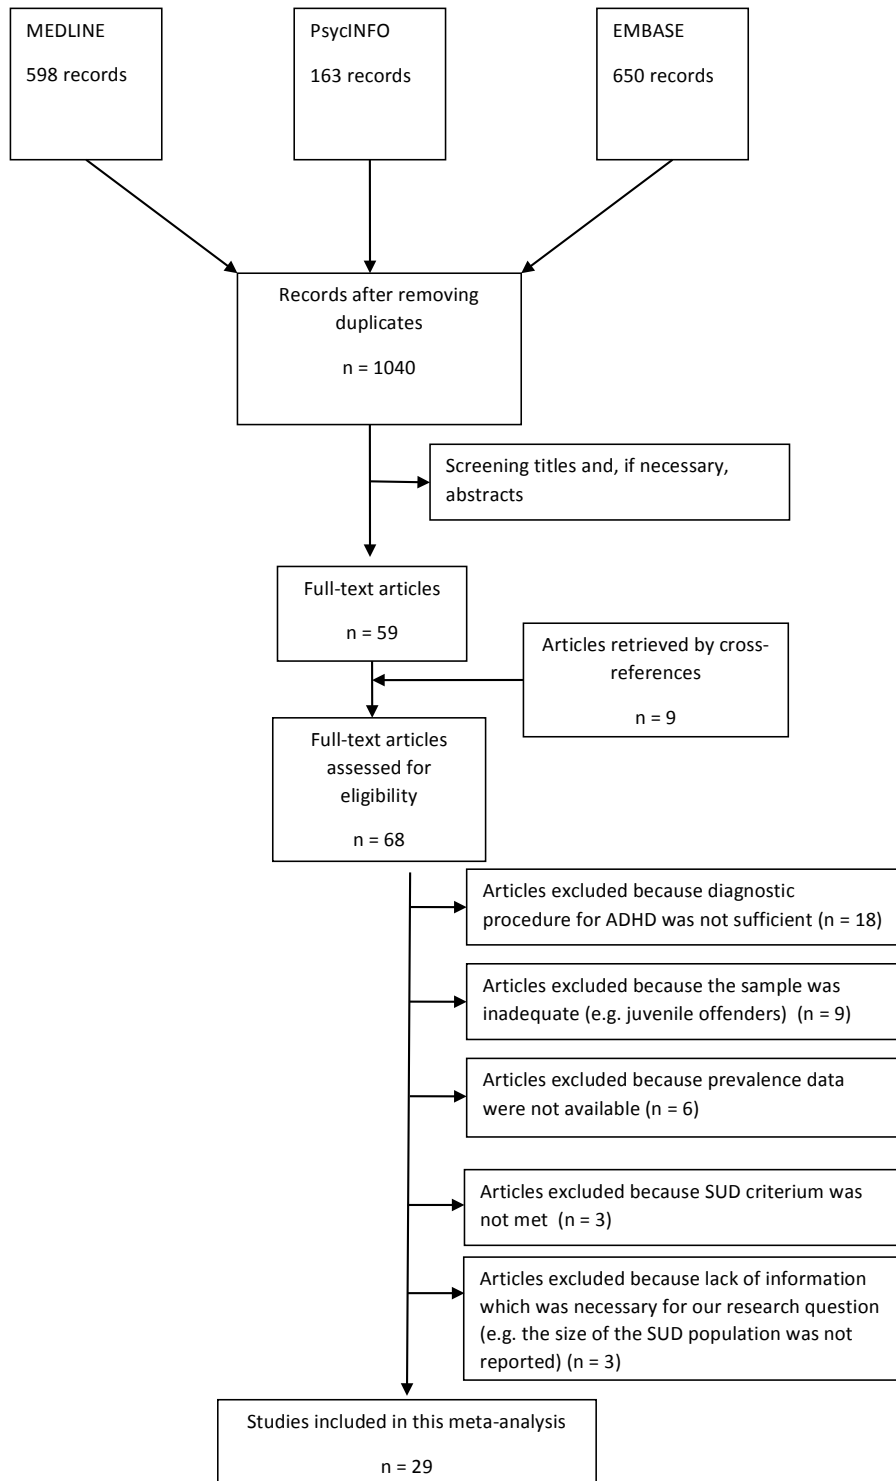 MEDLINE
598 records
PsycINFO
163 records
EMBASE
650 records
Records after removing
duplicates
n = 1040
Screening titles and, if necessary,
abstracts
Full-text articles
n = 59
Articles retrieved by cross-
references
n = 9
Full-text articles
assessed for
eligibility
n = 68
Articles excluded because diagnostic
procedure for ADHD was not sufficient (n = 18)
Articles excluded because the sample was
inadequate (e.g. juvenile offenders)  (n = 9)
Articles excluded because prevalence data
were not available (n = 6)
Articles excluded because SUD criterium was
not met  (n = 3)
Articles excluded because lack of information
which was necessary for our research question
(e.g. the size of the SUD population was not
reported) (n = 3)
Studies included in this meta-analysis
n = 29